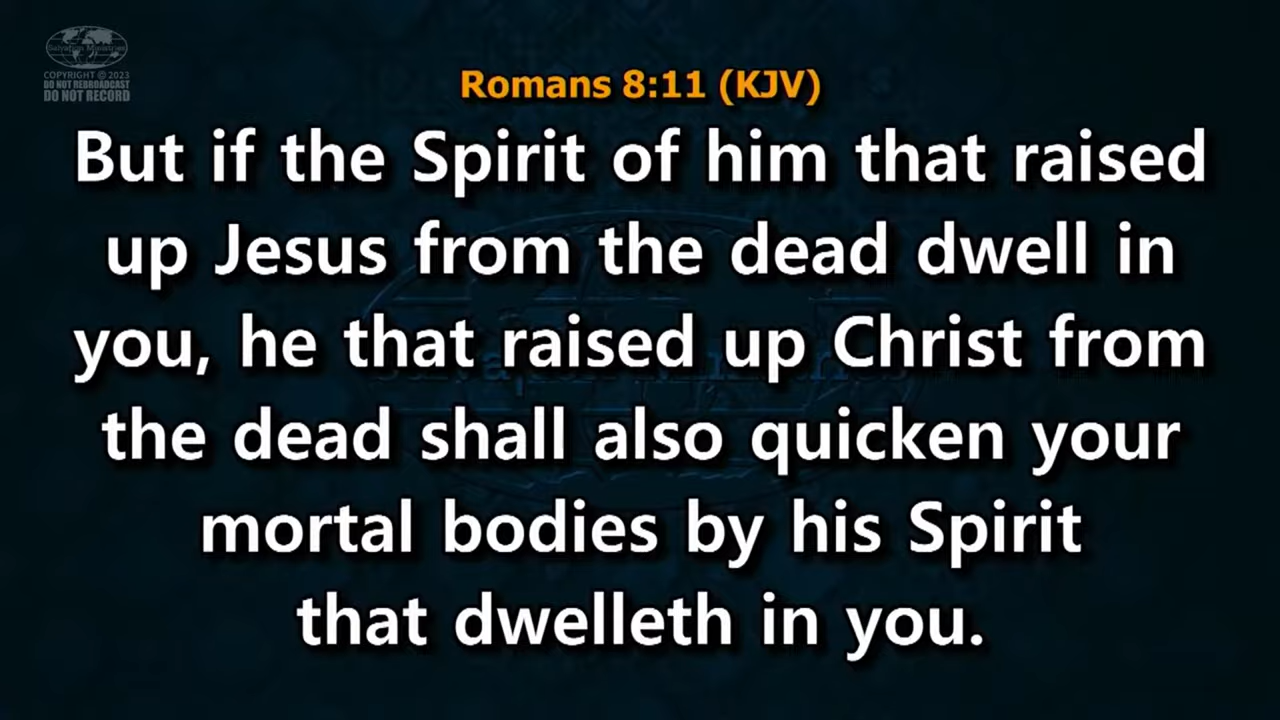 Salvation Ministries
COPYRIGHT © 2023
DO NOT REBROADCAST
DO NOT RECORD
Romans 8:11 (KJV)
But if the Spirit of him that raised
up Jesus from the dead dwell in
you, he that raised up Christ from
the dead shall also quicken your
mortal bodies by his Spirit
that dwelleth in you.